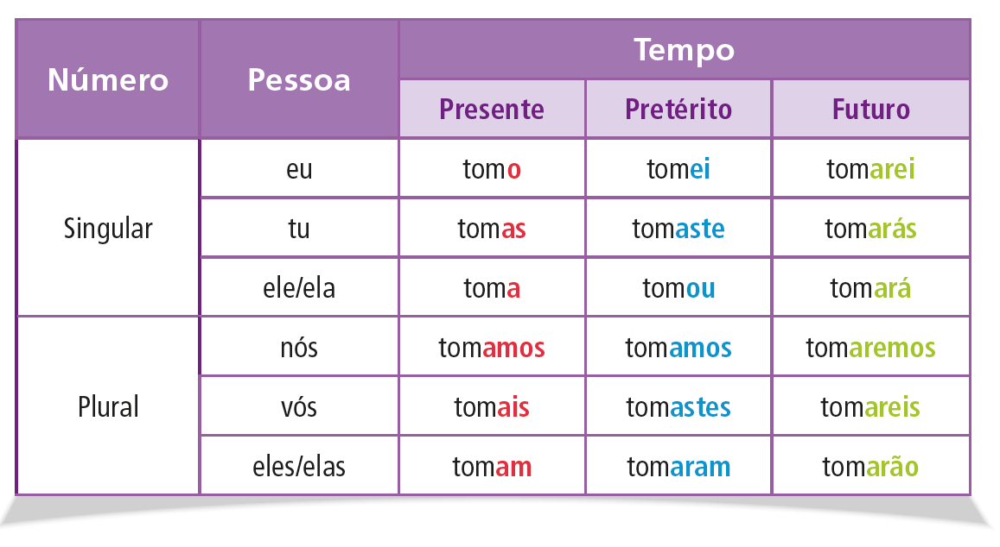 Número Pessoa Tempo
Presente Pretérito Futuro
Singular eu tomo tomei tomarei
tu tomas tomaste tomarás
ele/ela toma tomou tomará
Plural nós tomamos tomamos tomaremos
vós tomais tomastes tomareis
eles/elas tomam tomaram tomarão